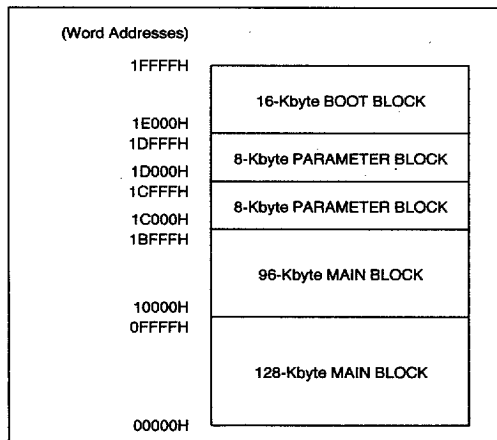 (Word Addresses)
1FFFFH
16-Kbyte BOOT BLOCK
1E000H
1DFFFH
8-Kbyte PARAMETER BLOCK
1D000H
1CFFFH
8-Kbyte PARAMETER BLOCK
1C000H
1BFFFH
96-Kbyte MAIN BLOCK
10000H
0FFFFH
128-Kbyte MAIN BLOCK
00000H